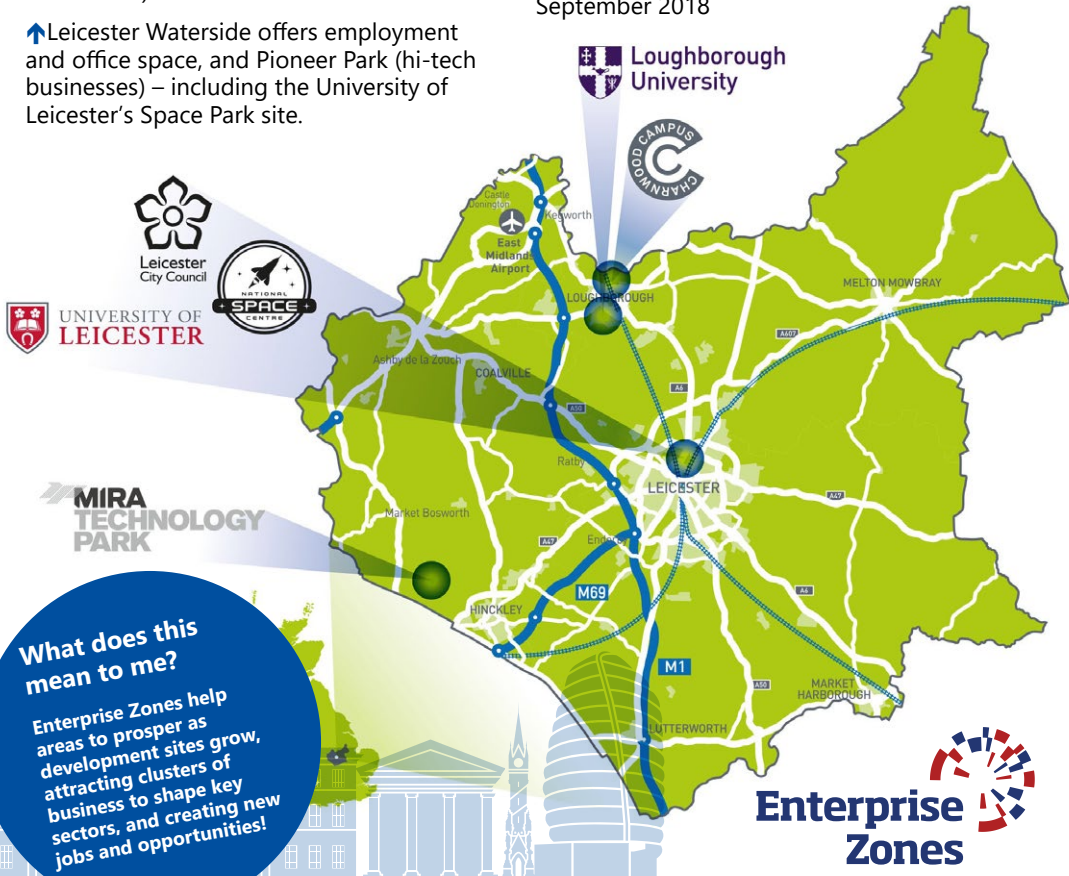 September 2018
Leicester Waterside offers employment
and office space, and Pioneer Park (hi-tech
businesses) – including the University of
Leicester's Space Park site.
Loughborough
University
CHARNWOOD CAMPUS
Leicester
City Council
NATIONAL
SPACE
CENTRE
UNIVERSITY OF
LEICESTER
Castle
Donington
Kegworth
East
Midlands
Airport
LOUGHBOROUGH
MELTON MOWBRAY
A607
Ashby de la Zouch
COALVILLE
A6
A50
Ratby
LEICESTER
A47
MIRA
TECHNOLOGY
PARK
Market Bosworth
A47
Enderby
M69
A6
HINCKLEY
M1
A50
MARKET
HARBOROUGH
LUTTERWORTH
What does this
mean to me?
Enterprise Zones help
areas to prosper as
development sites grow,
attracting clusters of
business to shape key
sectors, and creating new
jobs and opportunities!
Enterprise
Zones